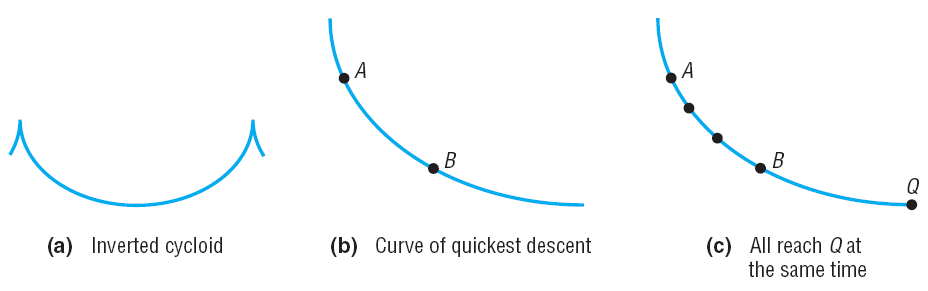 A
B
A
B
Q
(a) Inverted cycloid
(b) Curve of quickest descent
(c) All reach Q at
the same time